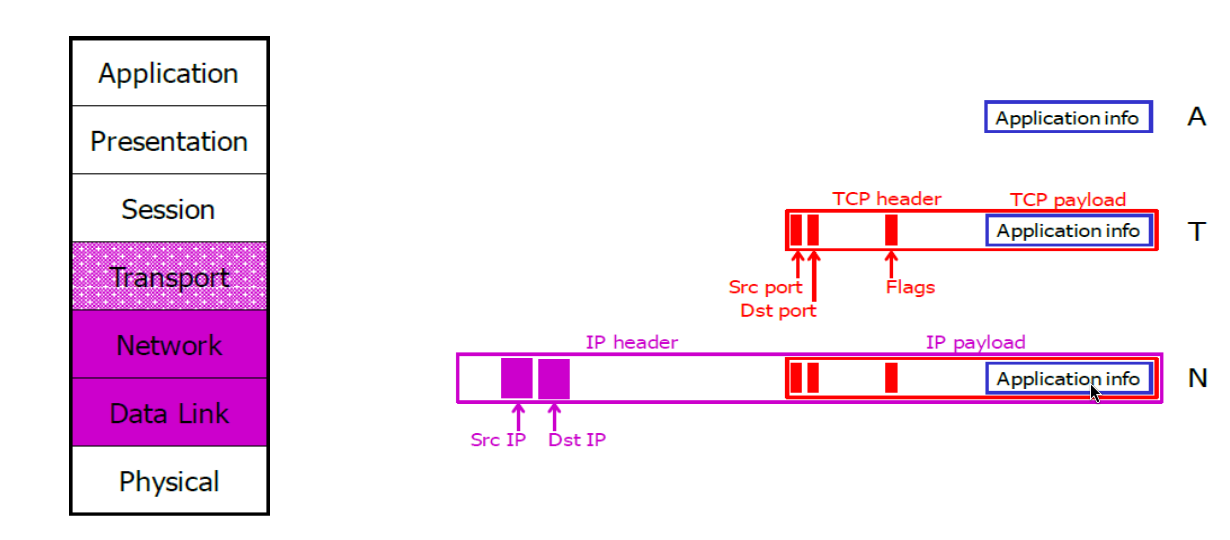 Application
Presentation
Session
Transport
Network
Data Link
Physical
Application info A
TCP header TCP payload
Application info T
Src port Flags
Dst port
IP header IP payload
Application info N
Src IP Dst IP